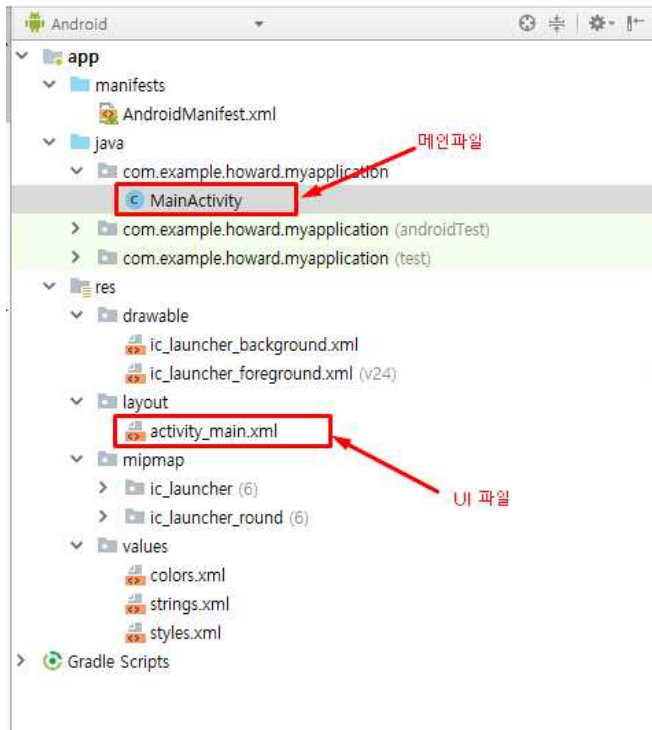 Android
app
manifests
AndroidManifest.xml
java
메인파일
com.example.howard.myapplication
MainActivity
com.example.howard.myapplication (androidTest)
com.example.howard.myapplication (test)
res
drawable
ic_launcher_background.xml
ic_launcher_foreground.xml (v24)
layout
activity_main.xml
mipmap
ic_launcher (6)
UI 파일
ic_launcher_round (6)
values
colors.xml
strings.xml
styles.xml
Gradle Scripts